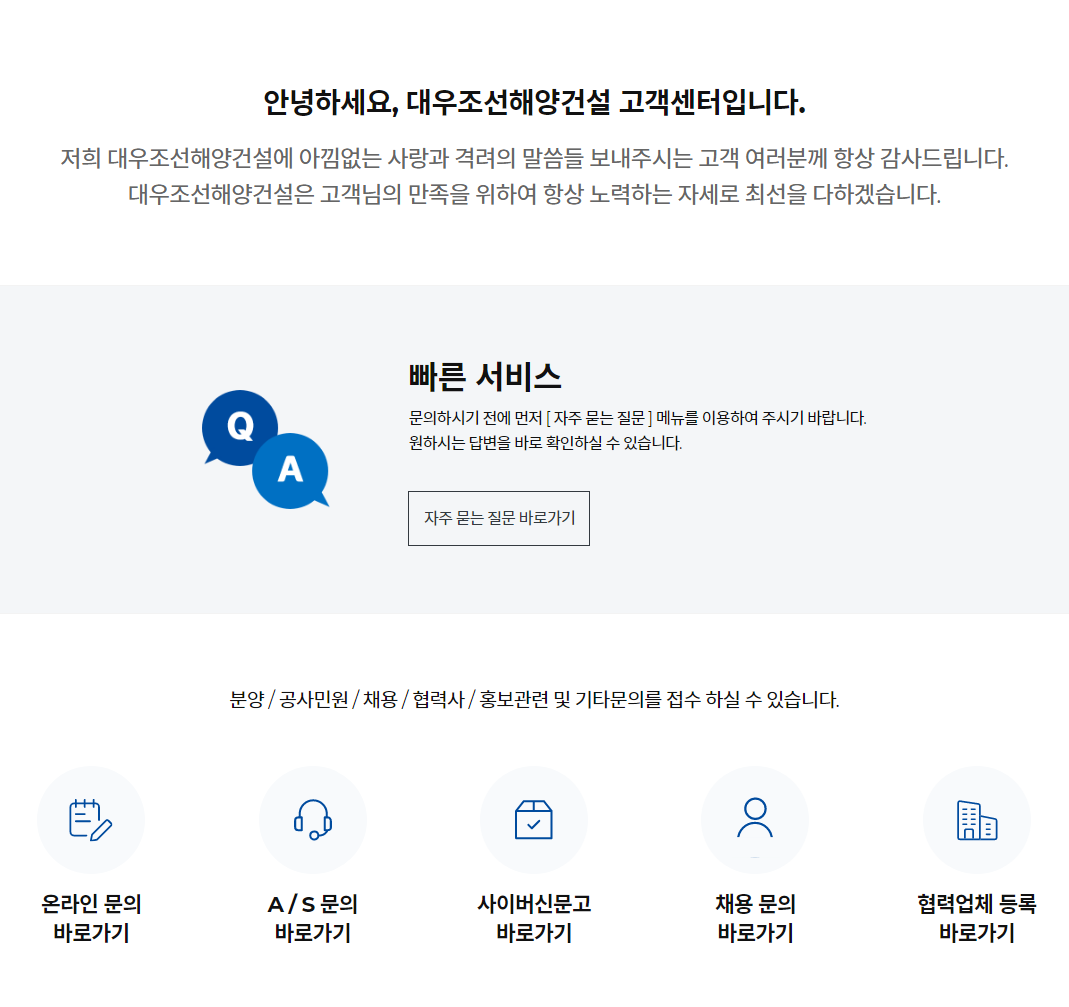 안녕하세요, 대우조선해양건설 고객센터입니다.
저희 대우조선해양건설에 아낌없는 사랑과 격려의 말씀들 보내주시는 고객 여러분께 항상 감사드립니다.
대우조선해양건설은 고객님의 만족을 위하여 항상 노력하는 자세로 최선을 다하겠습니다.
Q
A
빠른 서비스
문의하시기 전에 먼저 [ 자주 묻는 질문 ] 메뉴를 이용하여 주시기 바랍니다.
원하시는 답변을 바로 확인하실 수 있습니다.
자주 묻는 질문 바로가기
분양 / 공사민원 / 채용 / 협력사 / 홍보관련 및 기타문의를 접수 하실 수 있습니다.
온라인 문의
바로가기
A / S 문의
바로가기
사이버신문고
바로가기
채용 문의
바로가기
협력업체 등록
바로가기